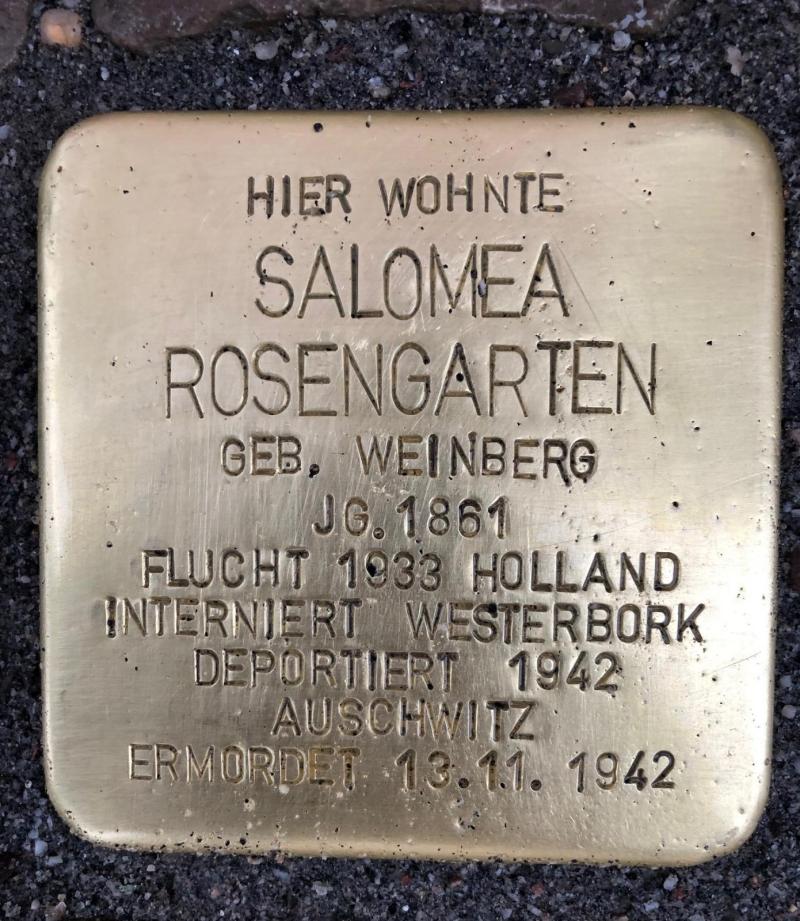 HIER WOHNTE
SALOMEA
ROSENGARTEN
GEB. WEINBERG
JG. 1861
FLUCHT 1933 HOLLAND
INTERNIERT WESTERBORK
DEPORTIERT 1942
AUSCHWITZ
ERMORDET 13.11. 1942